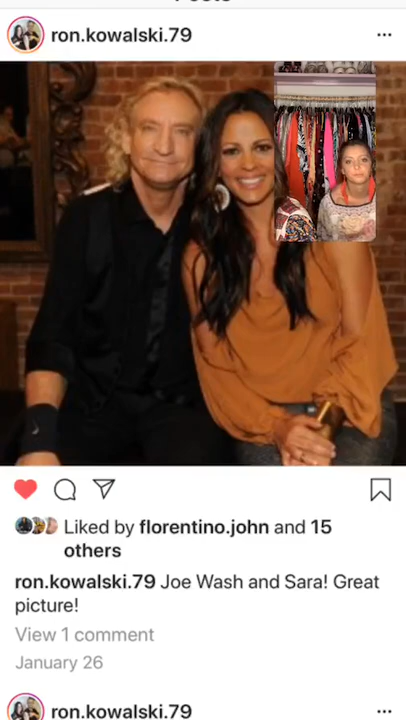 ron.kowalski.79
Liked by florentino.john and 15
others
ron.kowalski.79 Joe Wash and Sara! Great
picture!
View 1 comment
January 26
ron.kowalski.79